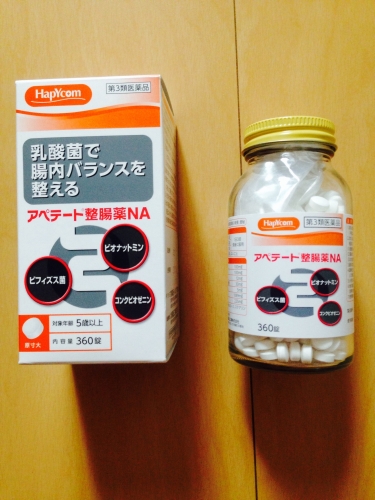 HapYcom
第3類医薬品
乳酸菌で
腸内バランスを
整える
アペテート整腸薬NA
ビオナットミン
ビフィズス菌
コンクビオゼニン
原寸大
対象年齢 5歳以上
内容量 360錠
HapYcom
第3類医薬品
アペテート整腸薬NA
ビオナットミン
ビフィズス菌
コンクビオゼニン
360錠